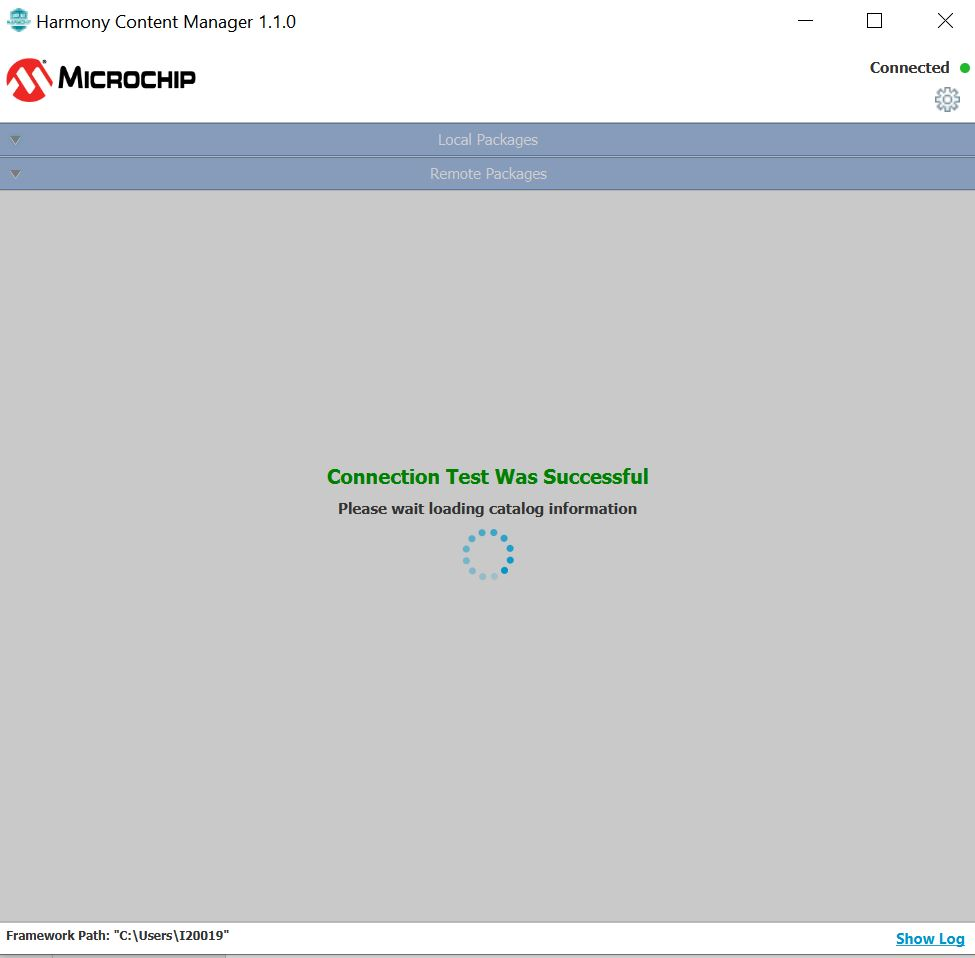 Harmony Content Manager 1.1.0
MICROCHIP
Connected
Local Packages
Remote Packages
Connection Test Was Successful
Please wait loading catalog information
Framework Path: "C:\Users\I20019"
Show Log